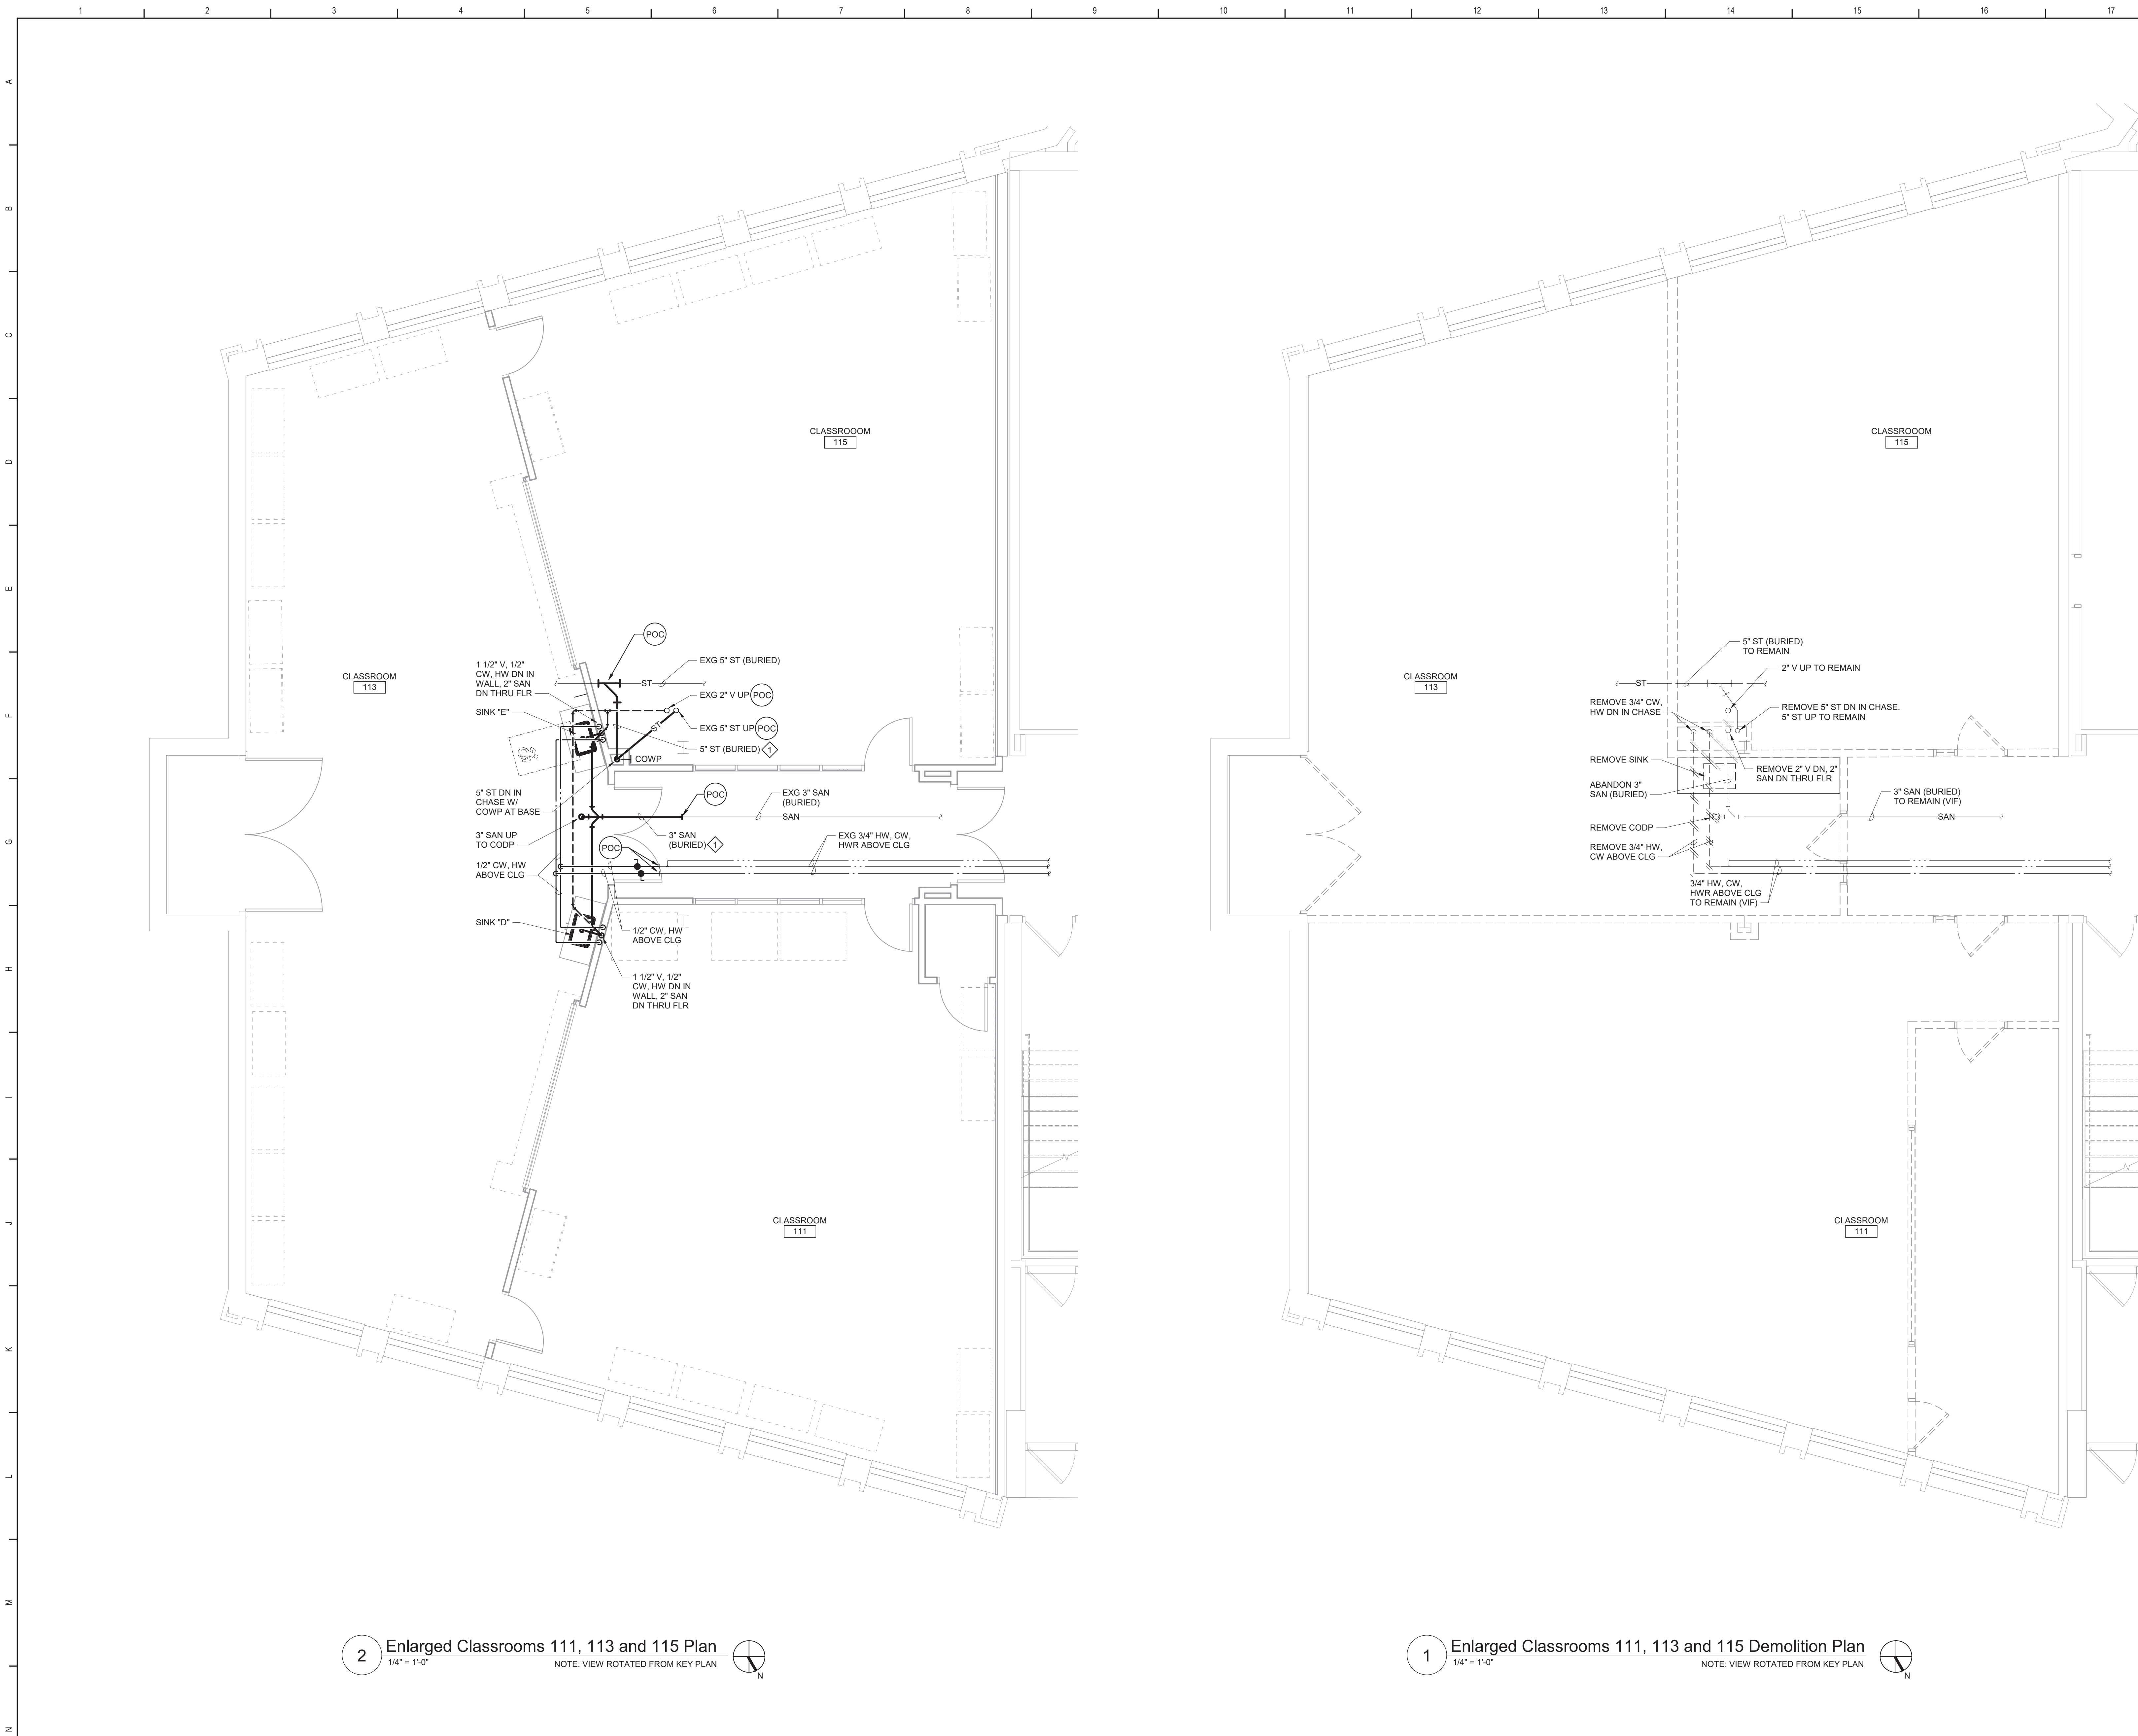 1 2 3 4 5 6 7 8 9 10 11 12 13 14 15 16 17
A
B
C
D
E
F
G
H
I
J
K
L
M
N
CLASSROOOM
115
CLASSROOM
113
CLASSROOM
111
POC
EXG 5" ST (BURIED)
ST
1 1/2" V, 1/2"
CW, HW DN IN
WALL, 2" SAN
DN THRU FLR
EXG 2" V UP POC
SINK "E"
EXG 5" ST UP POC
ST
5" ST (BURIED) 1
COWP
5" ST DN IN
CHASE W/
COWP AT BASE
POC
EXG 3" SAN
(BURIED)
SAN
3" SAN UP
TO CODP
3" SAN
(BURIED) 1
POC
EXG 3/4" HW, CW,
HWR ABOVE CLG
1/2" CW, HW
ABOVE CLG
SINK "D"
1/2" CW, HW
ABOVE CLG
1 1/2" V, 1/2"
CW, HW DN IN
WALL, 2" SAN
DN THRU FLR
2
Enlarged Classrooms 111, 113 and 115 Plan
1/4" = 1'-0"
NOTE: VIEW ROTATED FROM KEY PLAN
N
CLASSROOOM
115
CLASSROOM
113
CLASSROOM
111
5" ST (BURIED)
TO REMAIN
2" V UP TO REMAIN
ST
REMOVE 3/4" CW,
HW DN IN CHASE
REMOVE 5" ST DN IN CHASE.
5" ST UP TO REMAIN
REMOVE SINK
REMOVE 2" V DN, 2"
SAN DN THRU FLR
ABANDON 3"
SAN (BURIED)
3" SAN (BURIED)
TO REMAIN (VIF)
SAN
REMOVE CODP
REMOVE 3/4" HW,
CW ABOVE CLG
3/4" HW, CW,
HWR ABOVE CLG
TO REMAIN (VIF)
1
Enlarged Classrooms 111, 113 and 115 Demolition Plan
1/4" = 1'-0"
NOTE: VIEW ROTATED FROM KEY PLAN
N